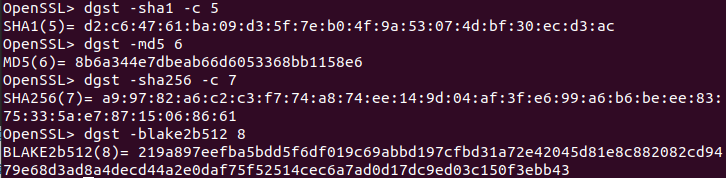 OpenSSL> dgst -sha1 -c 5
SHA1(5)= d2:c6:47:61:ba:09:d3:5f:7e:b0:4f:9a:53:07:4d:bf:30:ec:d3:ac
OpenSSL> dgst -md5 6
MD5(6)= 8b6a344e7dbeab66d6053368bb1158e6
OpenSSL> dgst -sha256 -c 7
SHA256(7)= a9:97:82:a6:c2:c3:f7:74:a8:74:ee:14:9d:04:af:3f:e6:99:a6:b6:be:ee:83:
75:33:5a:e7:87:15:06:86:61
OpenSSL> dgst -blake2b512 8
BLAKE2b512(8)= 219a897eefba5bdd5f6df019c69abbd197cfbd31a72e42045d81e8c882082cd94
79e68d3ad8a4decd44a2e0daf75f52514cec6a7ad0d17dc9ed03c150f3ebb43